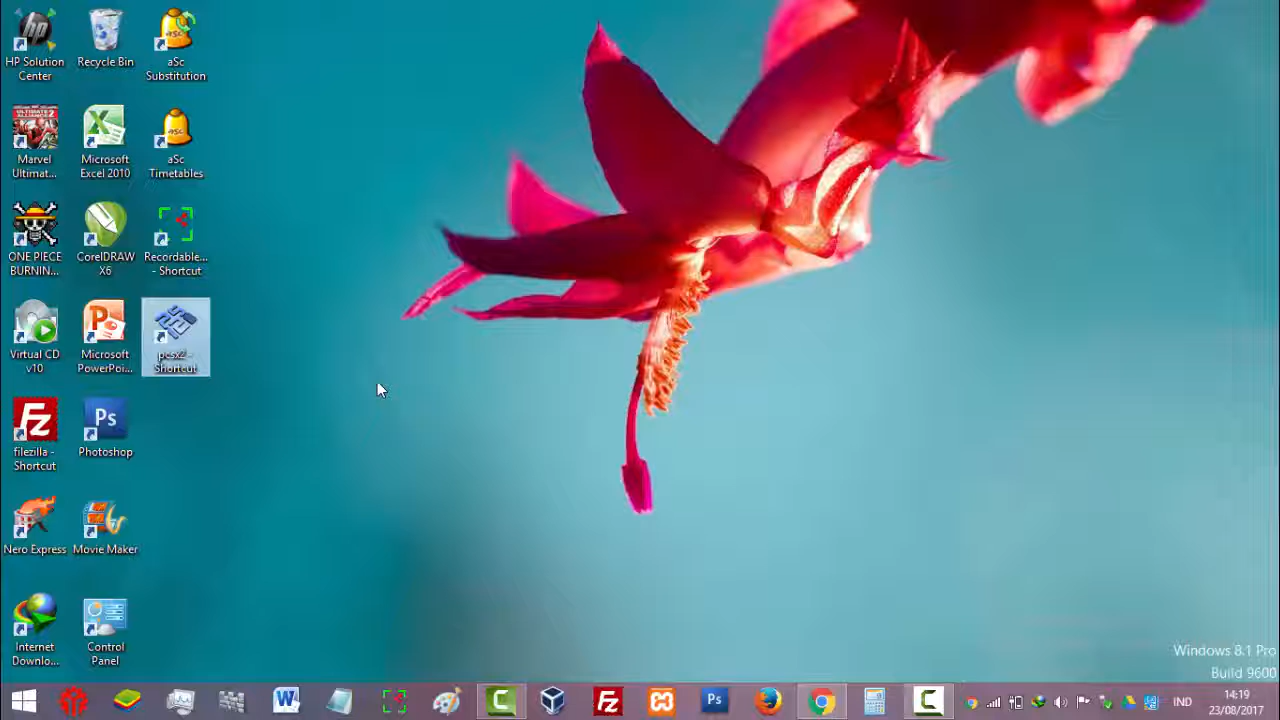 HP Solution
Center
Recycle Bin
aSc
Substitution
Marvel
Ultimat...
Microsoft
Excel 2010
aSc
Timetables
ONE PIECE
BURNIN...
CorelDRAW
X6
Recordable...
- Shortcut
Virtual CD
v10
Microsoft
PowerPoi...
pcsx2 -
Shortcut
filezilla -
Shortcut
Photoshop
Nero Express
Movie Maker
Internet
Downlo...
Control
Panel
Windows 8.1 Pro
Build 9600
IND
14:19
23/08/2017